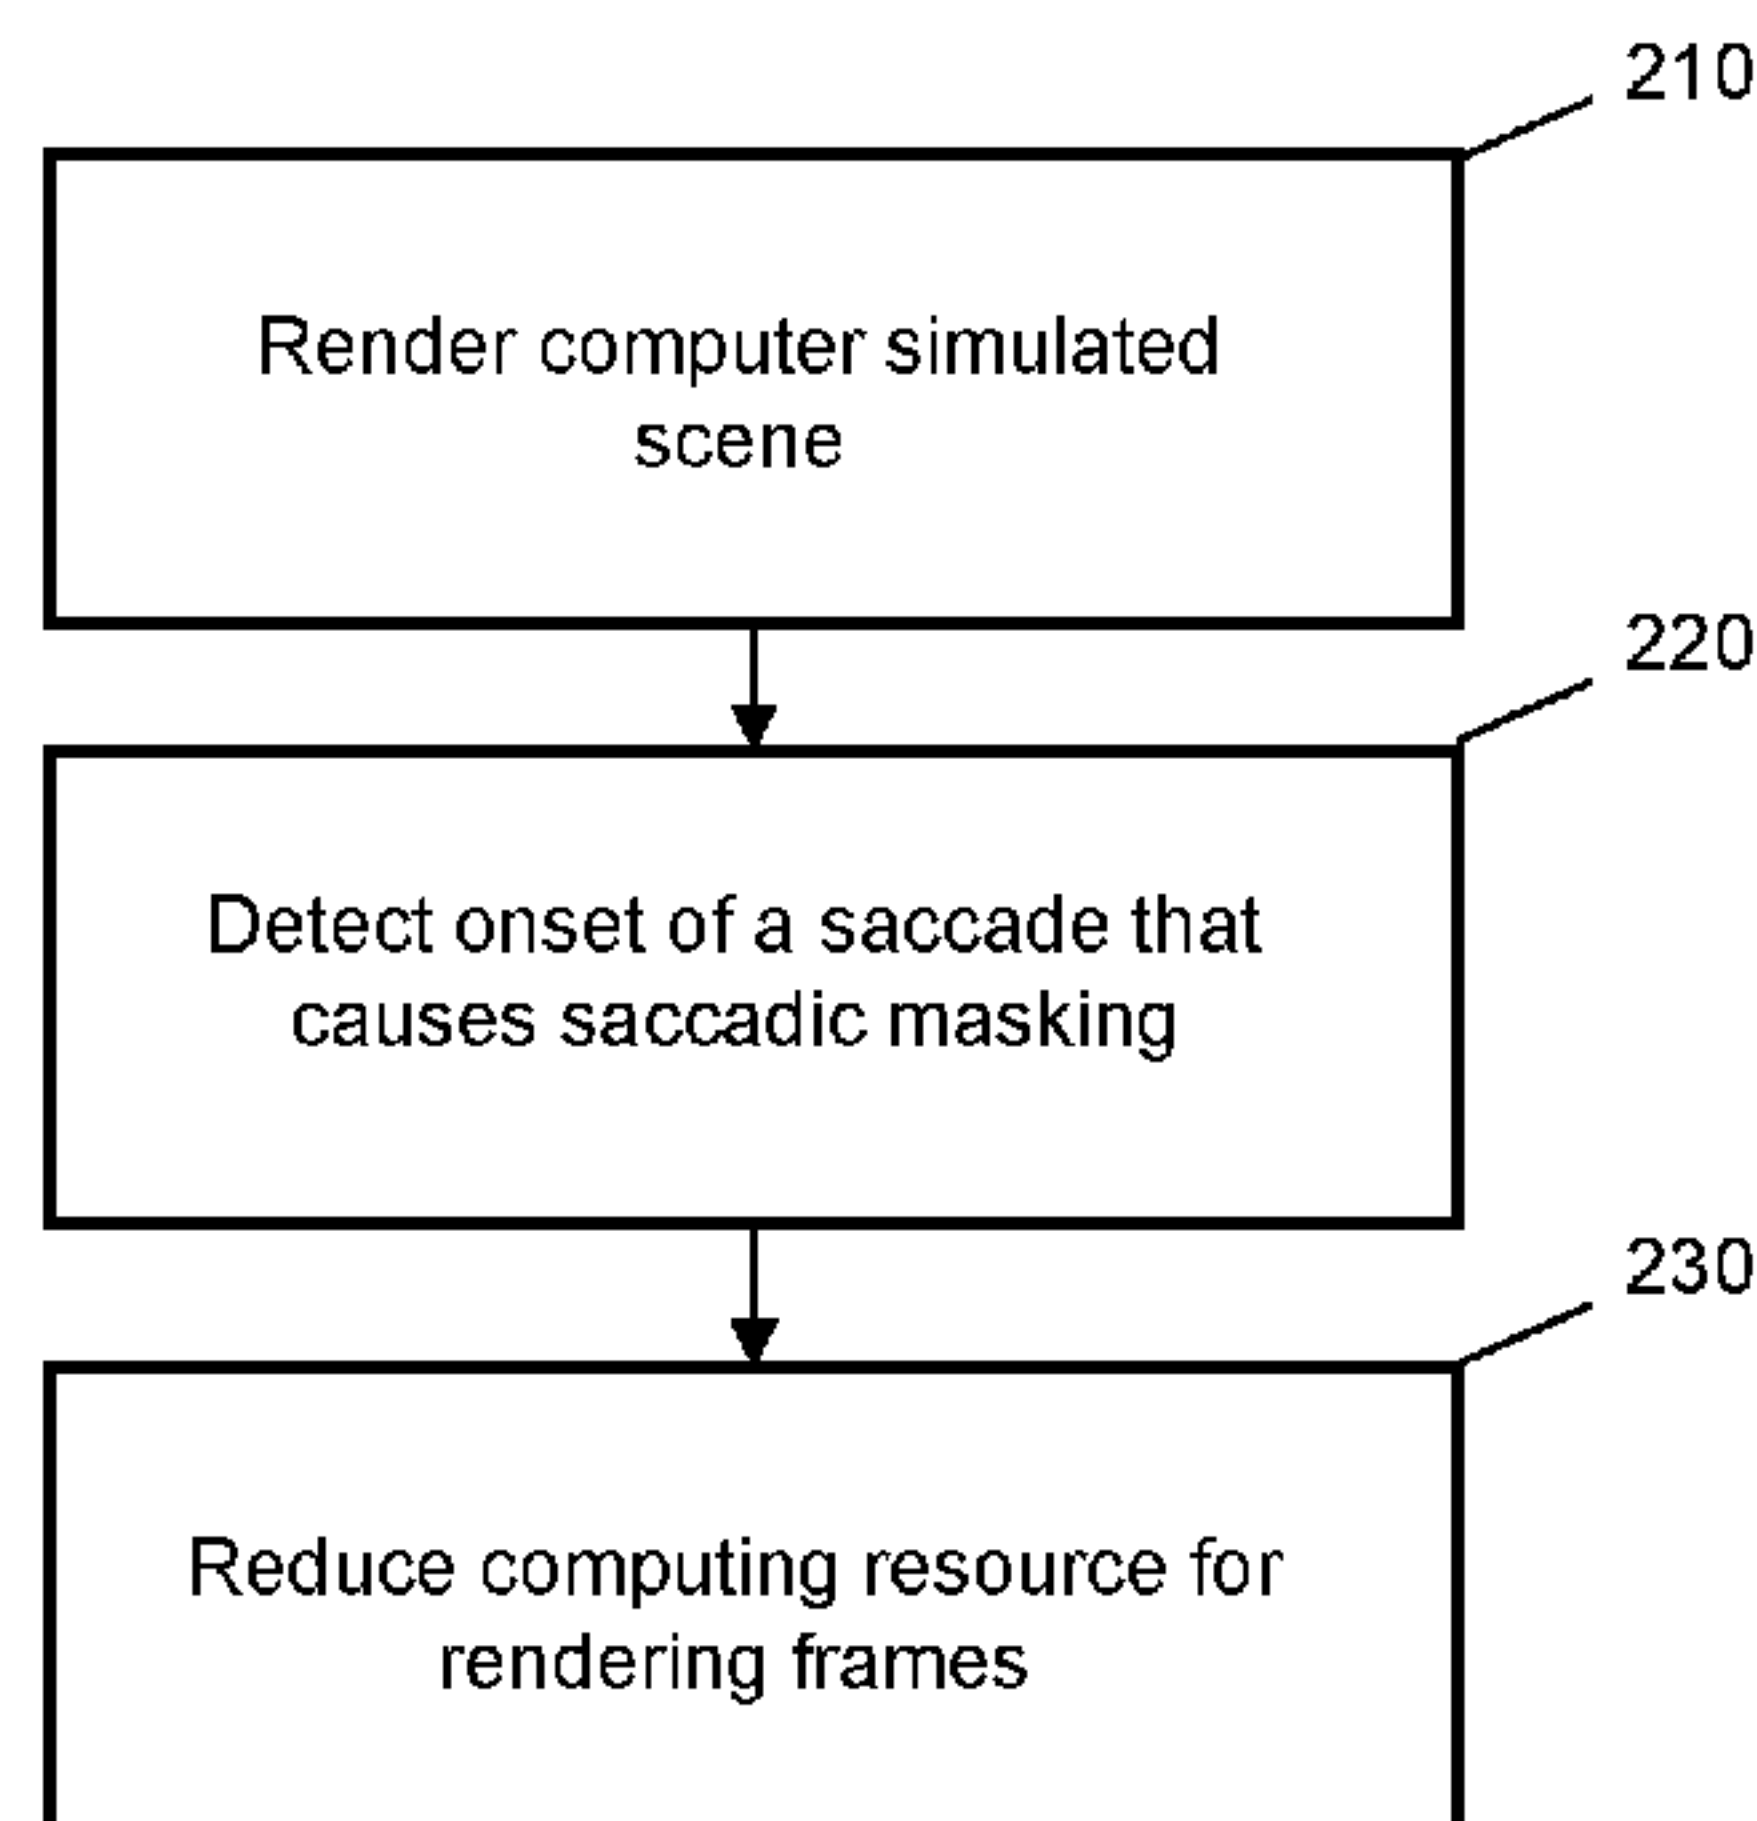 210
Render computer simulated
scene
220
Detect onset of a saccade that
causes saccadic masking
230
Reduce computing resource for
rendering frames